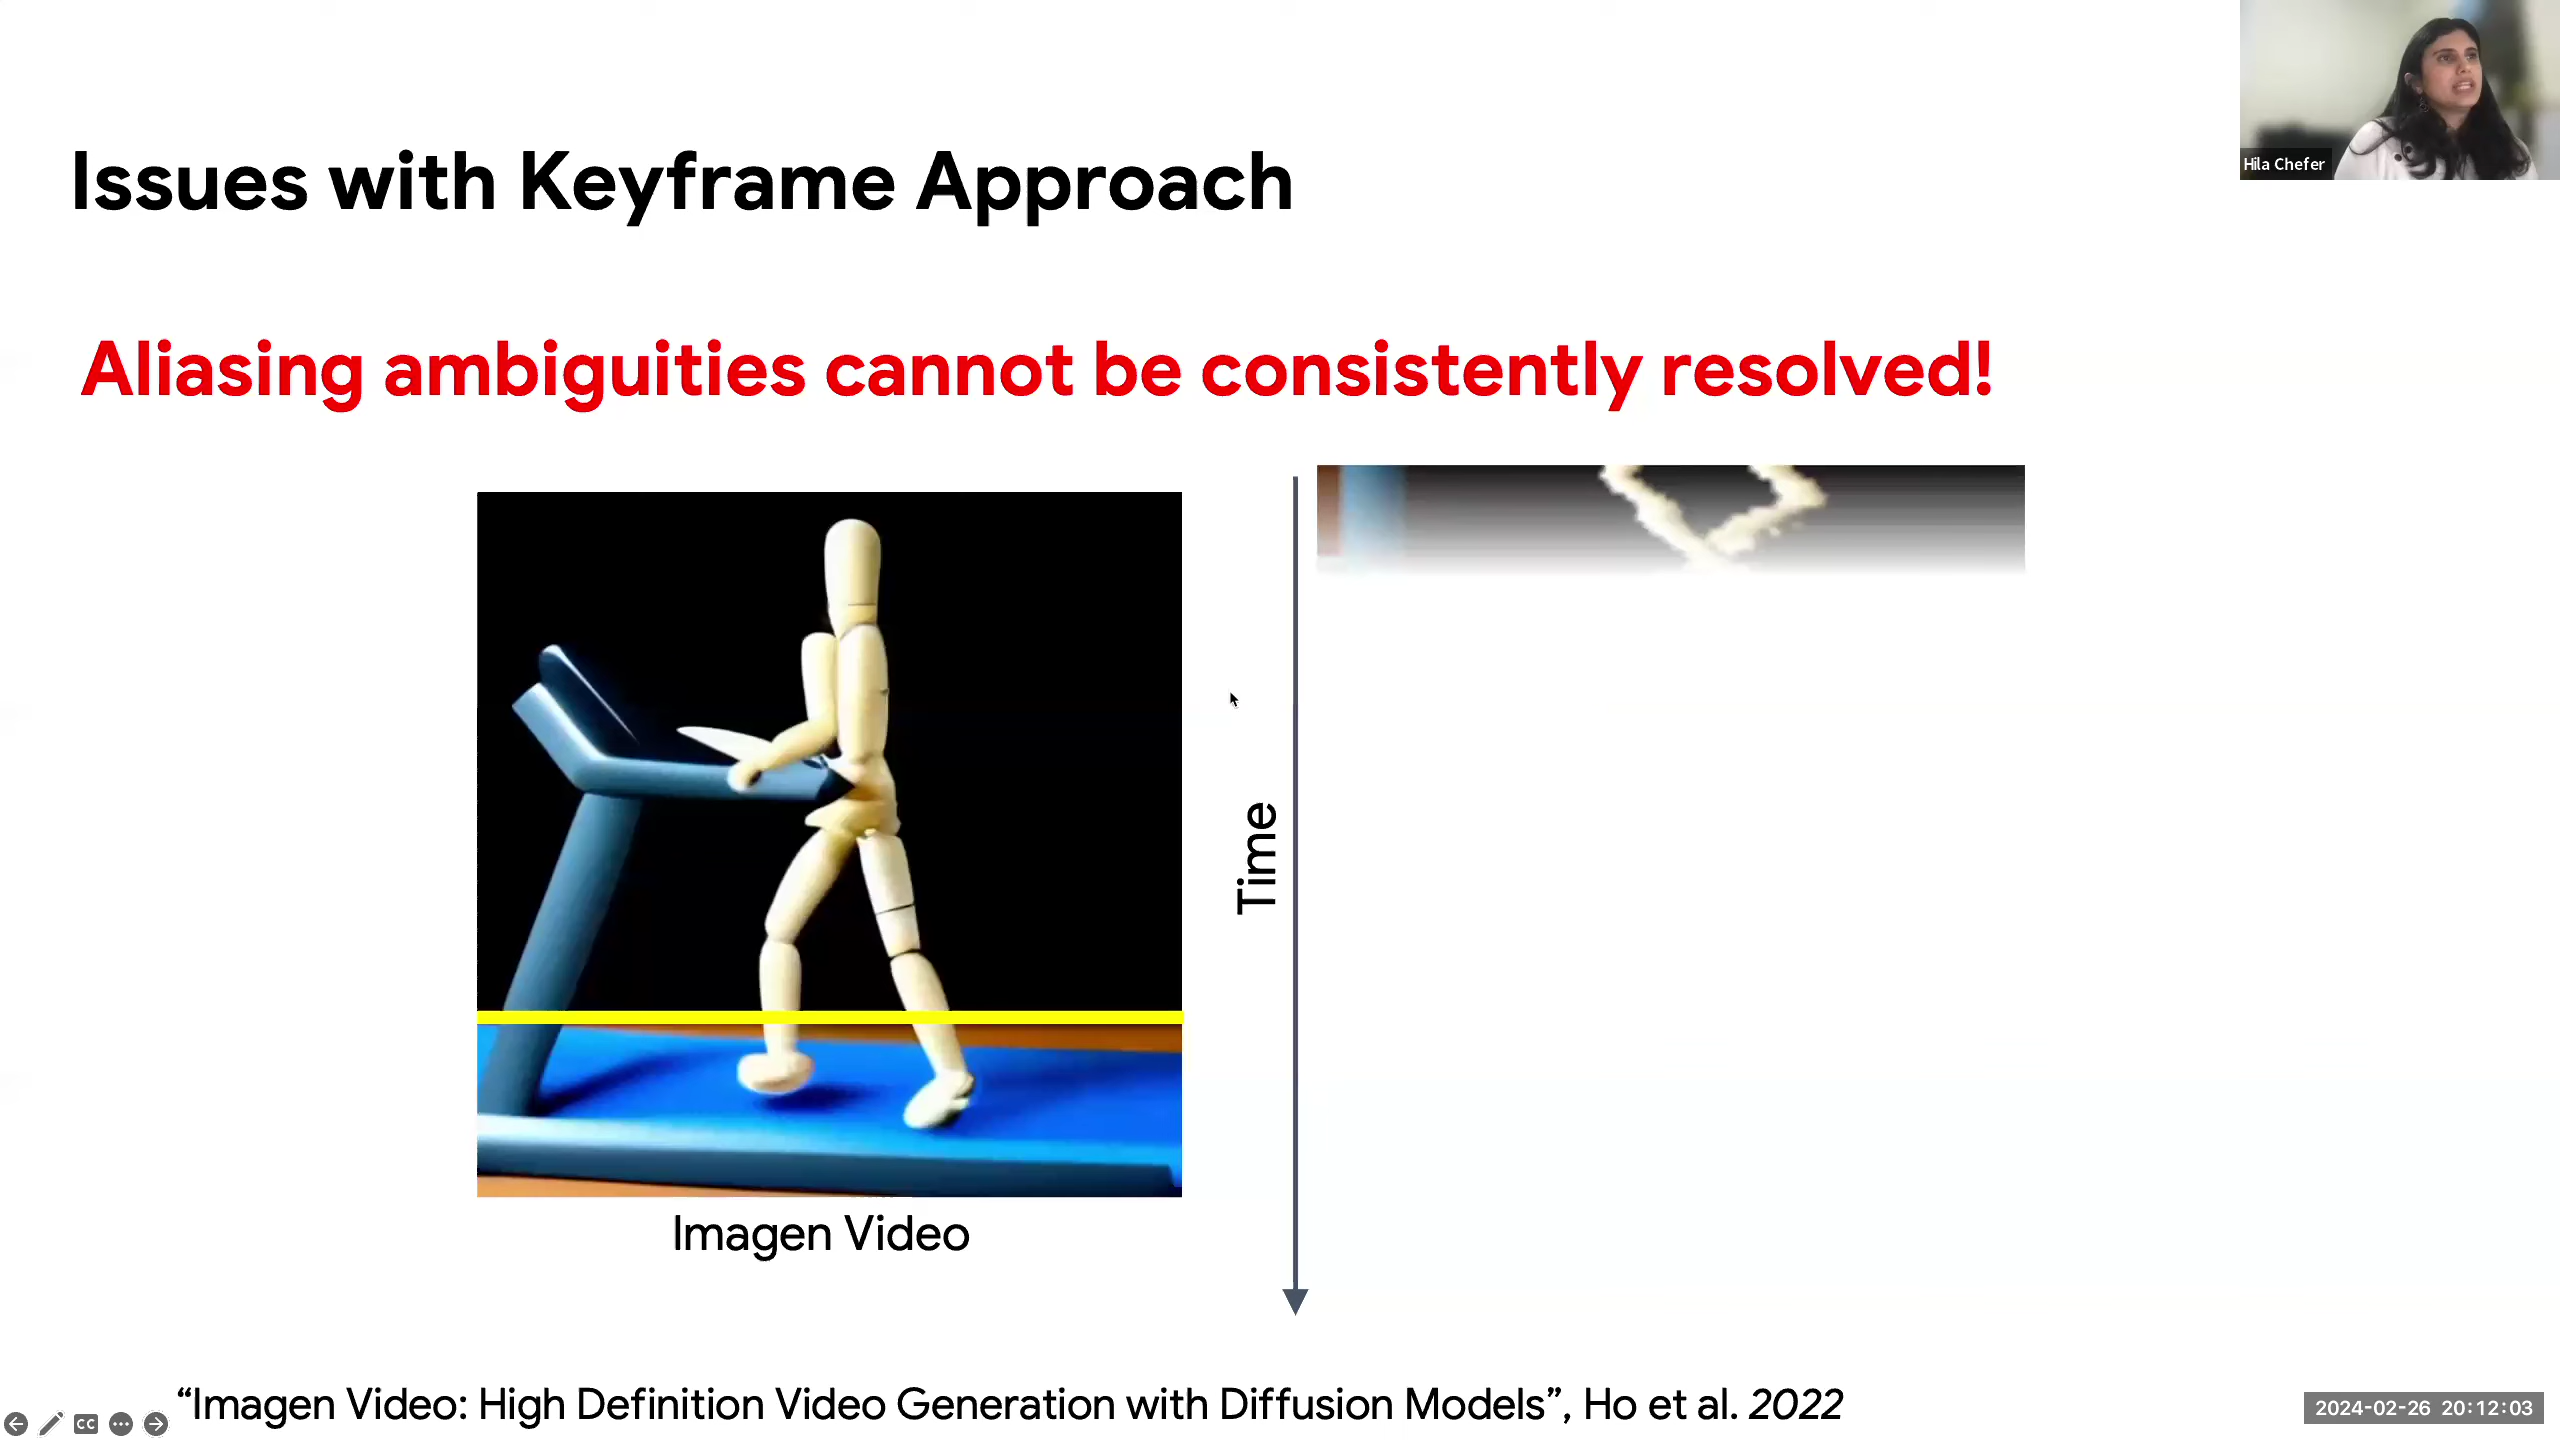 Hila Chefer
Issues with Keyframe Approach
Aliasing ambiguities cannot be consistently resolved!
Time
Imagen Video
“Imagen Video: High Definition Video Generation with Diffusion Models”, Ho et al. 2022
CC
2024-02-26 20:12:03